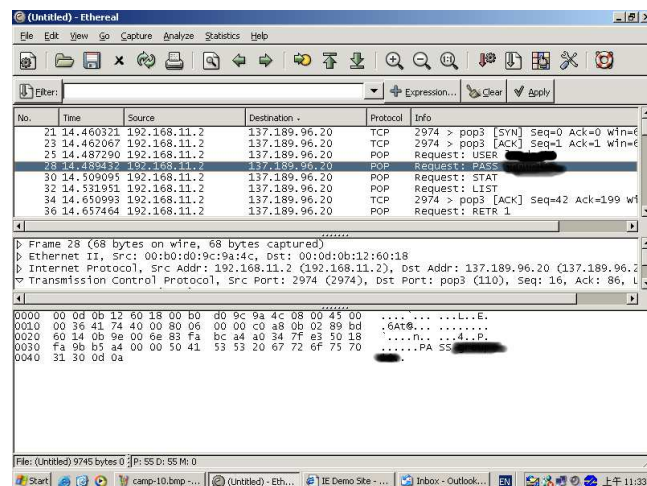 (Untitled) - Ethereal
File Edit View Go Capture Analyze Statistics Help
Filter: Expression... Clear Apply
No. Time Source Destination Protocol Info
21 14.460321 192.168.11.2 137.189.96.20 TCP 2974 > pop3 [SYN] Seq=0 Ack=0 Win=6
23 14.462067 192.168.11.2 137.189.96.20 TCP 2974 > pop3 [ACK] Seq=1 Ack=1 Win=6
25 14.487290 192.168.11.2 137.189.96.20 POP Request: USER
28 14.489432 192.168.11.2 137.189.96.20 POP Request: PASS
30 14.509095 192.168.11.2 137.189.96.20 POP Request: STAT
32 14.531951 192.168.11.2 137.189.96.20 POP Request: LIST
34 14.650993 192.168.11.2 137.189.96.20 TCP 2974 > pop3 [ACK] Seq=42 Ack=199 Wi
36 14.657464 192.168.11.2 137.189.96.20 POP Request: RETR 1
Frame 28 (68 bytes on wire, 68 bytes captured)
Ethernet II, Src: 00:b0:d0:9c:9a:4c, Dst: 00:0d:0b:12:60:18
Internet Protocol, Src Addr: 192.168.11.2 (192.168.11.2), Dst Addr: 137.189.96.20 (137.189.96.2
Transmission Control Protocol, Src Port: 2974 (2974), Dst Port: pop3 (110), Seq: 16, Ack: 86, L
0000 00 0d 0b 12 60 18 00 b0 d0 9c 9a 4c 08 00 45 00 ....`... ...L..E.
0010 00 36 41 74 40 00 80 06 00 00 c0 a8 0b 02 89 bd .6At@... ........
0020 60 14 0b 9e 00 6e 83 fa bc a4 a0 34 7f e3 50 18 `....n.. ...4..P.
0030 fa 9b b5 a4 00 00 50 41 53 53 20 67 72 6f 75 70 ......PA SS
0040 31 30 0d 0a .
File: (Untitled) 9745 bytes 0 P: 55 D: 55 M: 0
Start camp-10.bmp -... (Untitled) - Eth... IE Demo Site - ... Inbox - Outlook... EN 上午 11:33